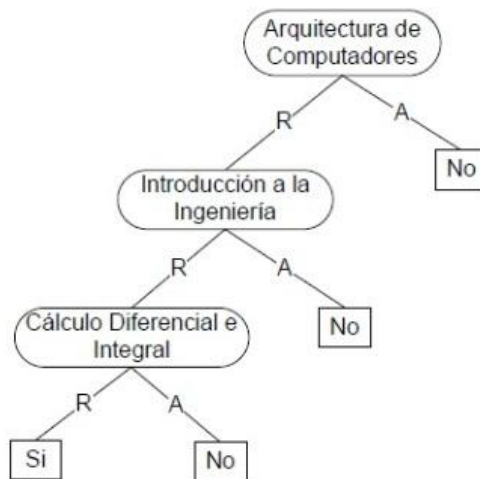 Arquitectura de
Computadores
R
A
No
Introducción a la
Ingeniería
R
A
No
Cálculo Diferencial e
Integral
R
A
Si
No